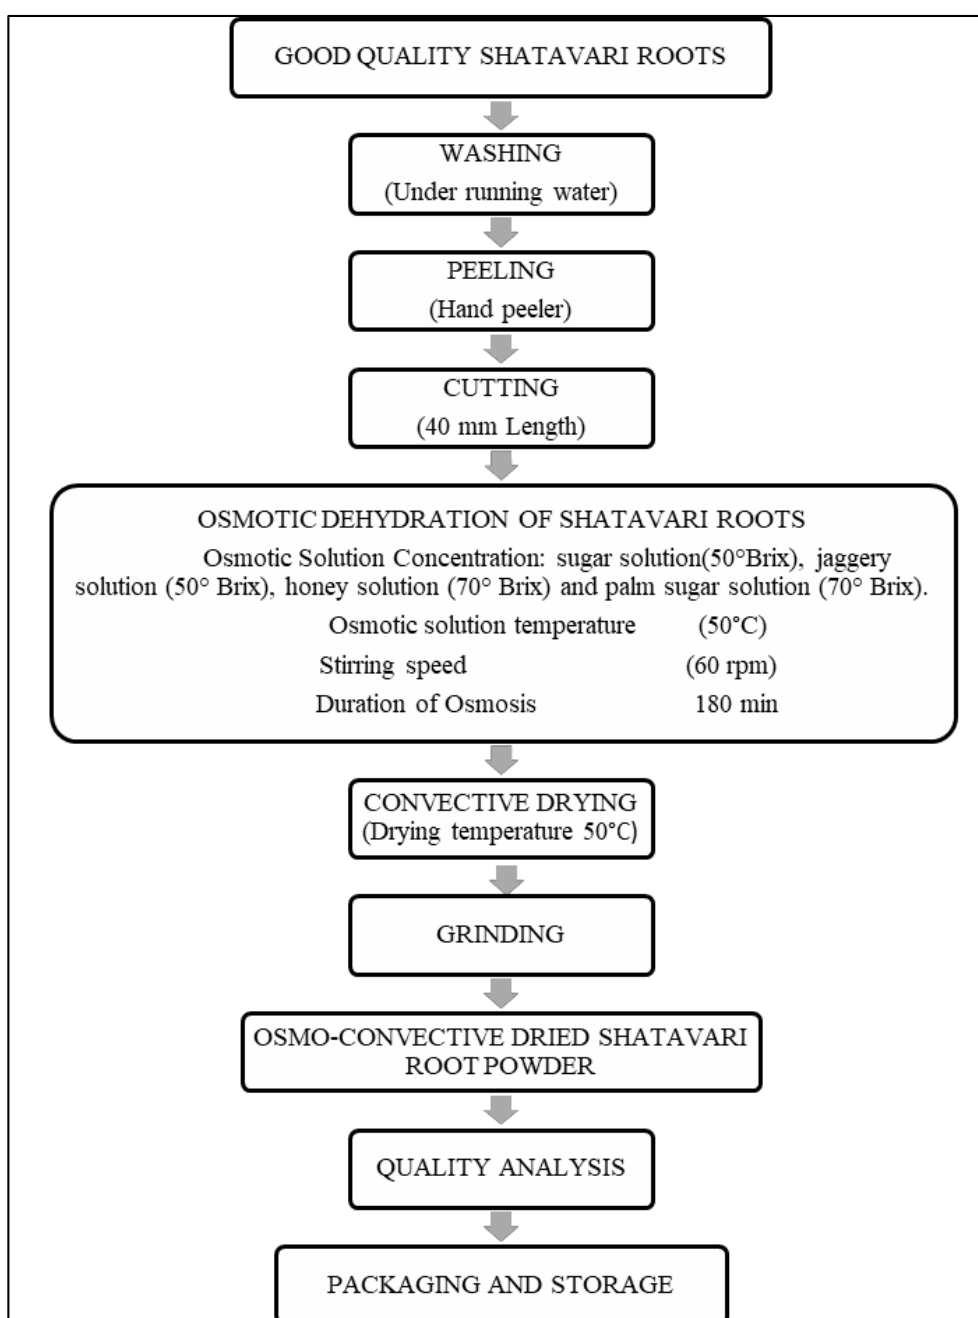 GOOD QUALITY SHATAVARI ROOTS
WASHING
(Under running water)
PEELING
(Hand peeler)
CUTTING
(40 mm Length)
OSMOTIC DEHYDRATION OF SHATAVARI ROOTS
Osmotic Solution Concentration: sugar solution(50°Brix), jaggery
solution (50° Brix), honey solution (70° Brix) and palm sugar solution (70° Brix).
Osmotic solution temperature (50°C)
Stirring speed (60 rpm)
Duration of Osmosis 180 min
CONVECTIVE DRYING
(Drying temperature 50°C)
GRINDING
OSMO-CONVECTIVE DRIED SHATAVARI
ROOT POWDER
QUALITY ANALYSIS
PACKAGING AND STORAGE